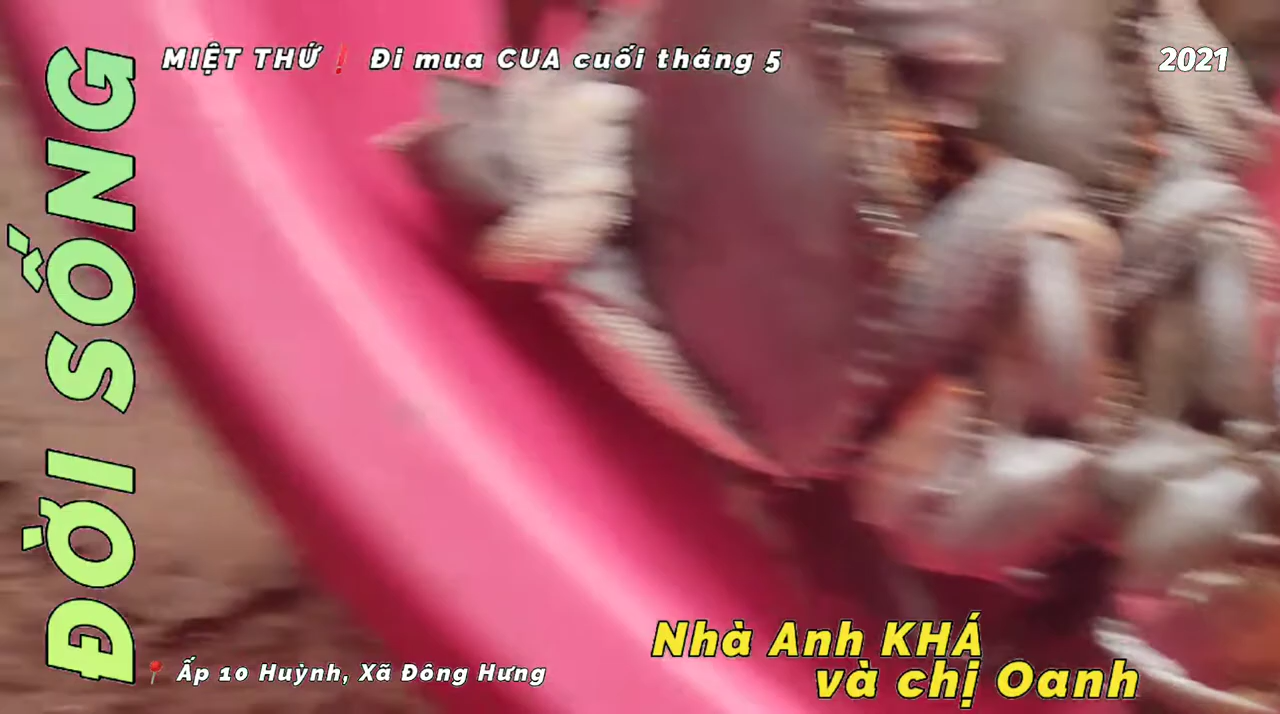 ĐỜI SỐNG
MIỆT THỨ❗ Đi mua CUA cuối tháng 5
2021
📍 Ấp 10 Huỳnh, Xã Đông Hưng
Nhà Anh KHÁ
và chị Oanh